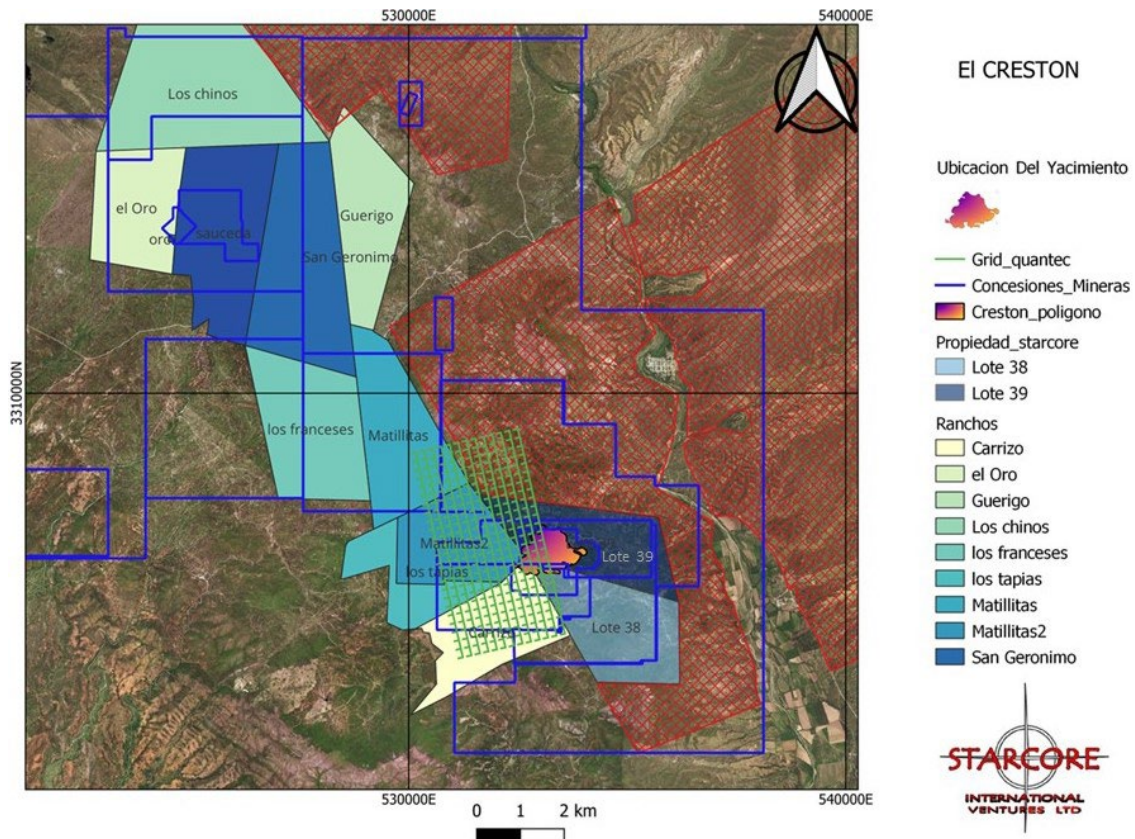 530000E
540000E
3310000N
Los chinos
el Oro
oro
sauceda
Guerigo
San Geronimo
los franceses
Matillitas
Matillitas2
los tapias
Lote 39
Lote 38
530000E
540000E
0 1 2 km
El CRESTON
Ubicacion Del Yacimiento
Grid_quantec
Concesiones_Mineras
Creston_poligono
Propiedad_starcore
Lote 38
Lote 39
Ranchos
Carrizo
el Oro
Guerigo
Los chinos
los franceses
los tapias
Matillitas
Matillitas2
San Geronimo
STARCORE
INTERNATIONAL
VENTURES LTD